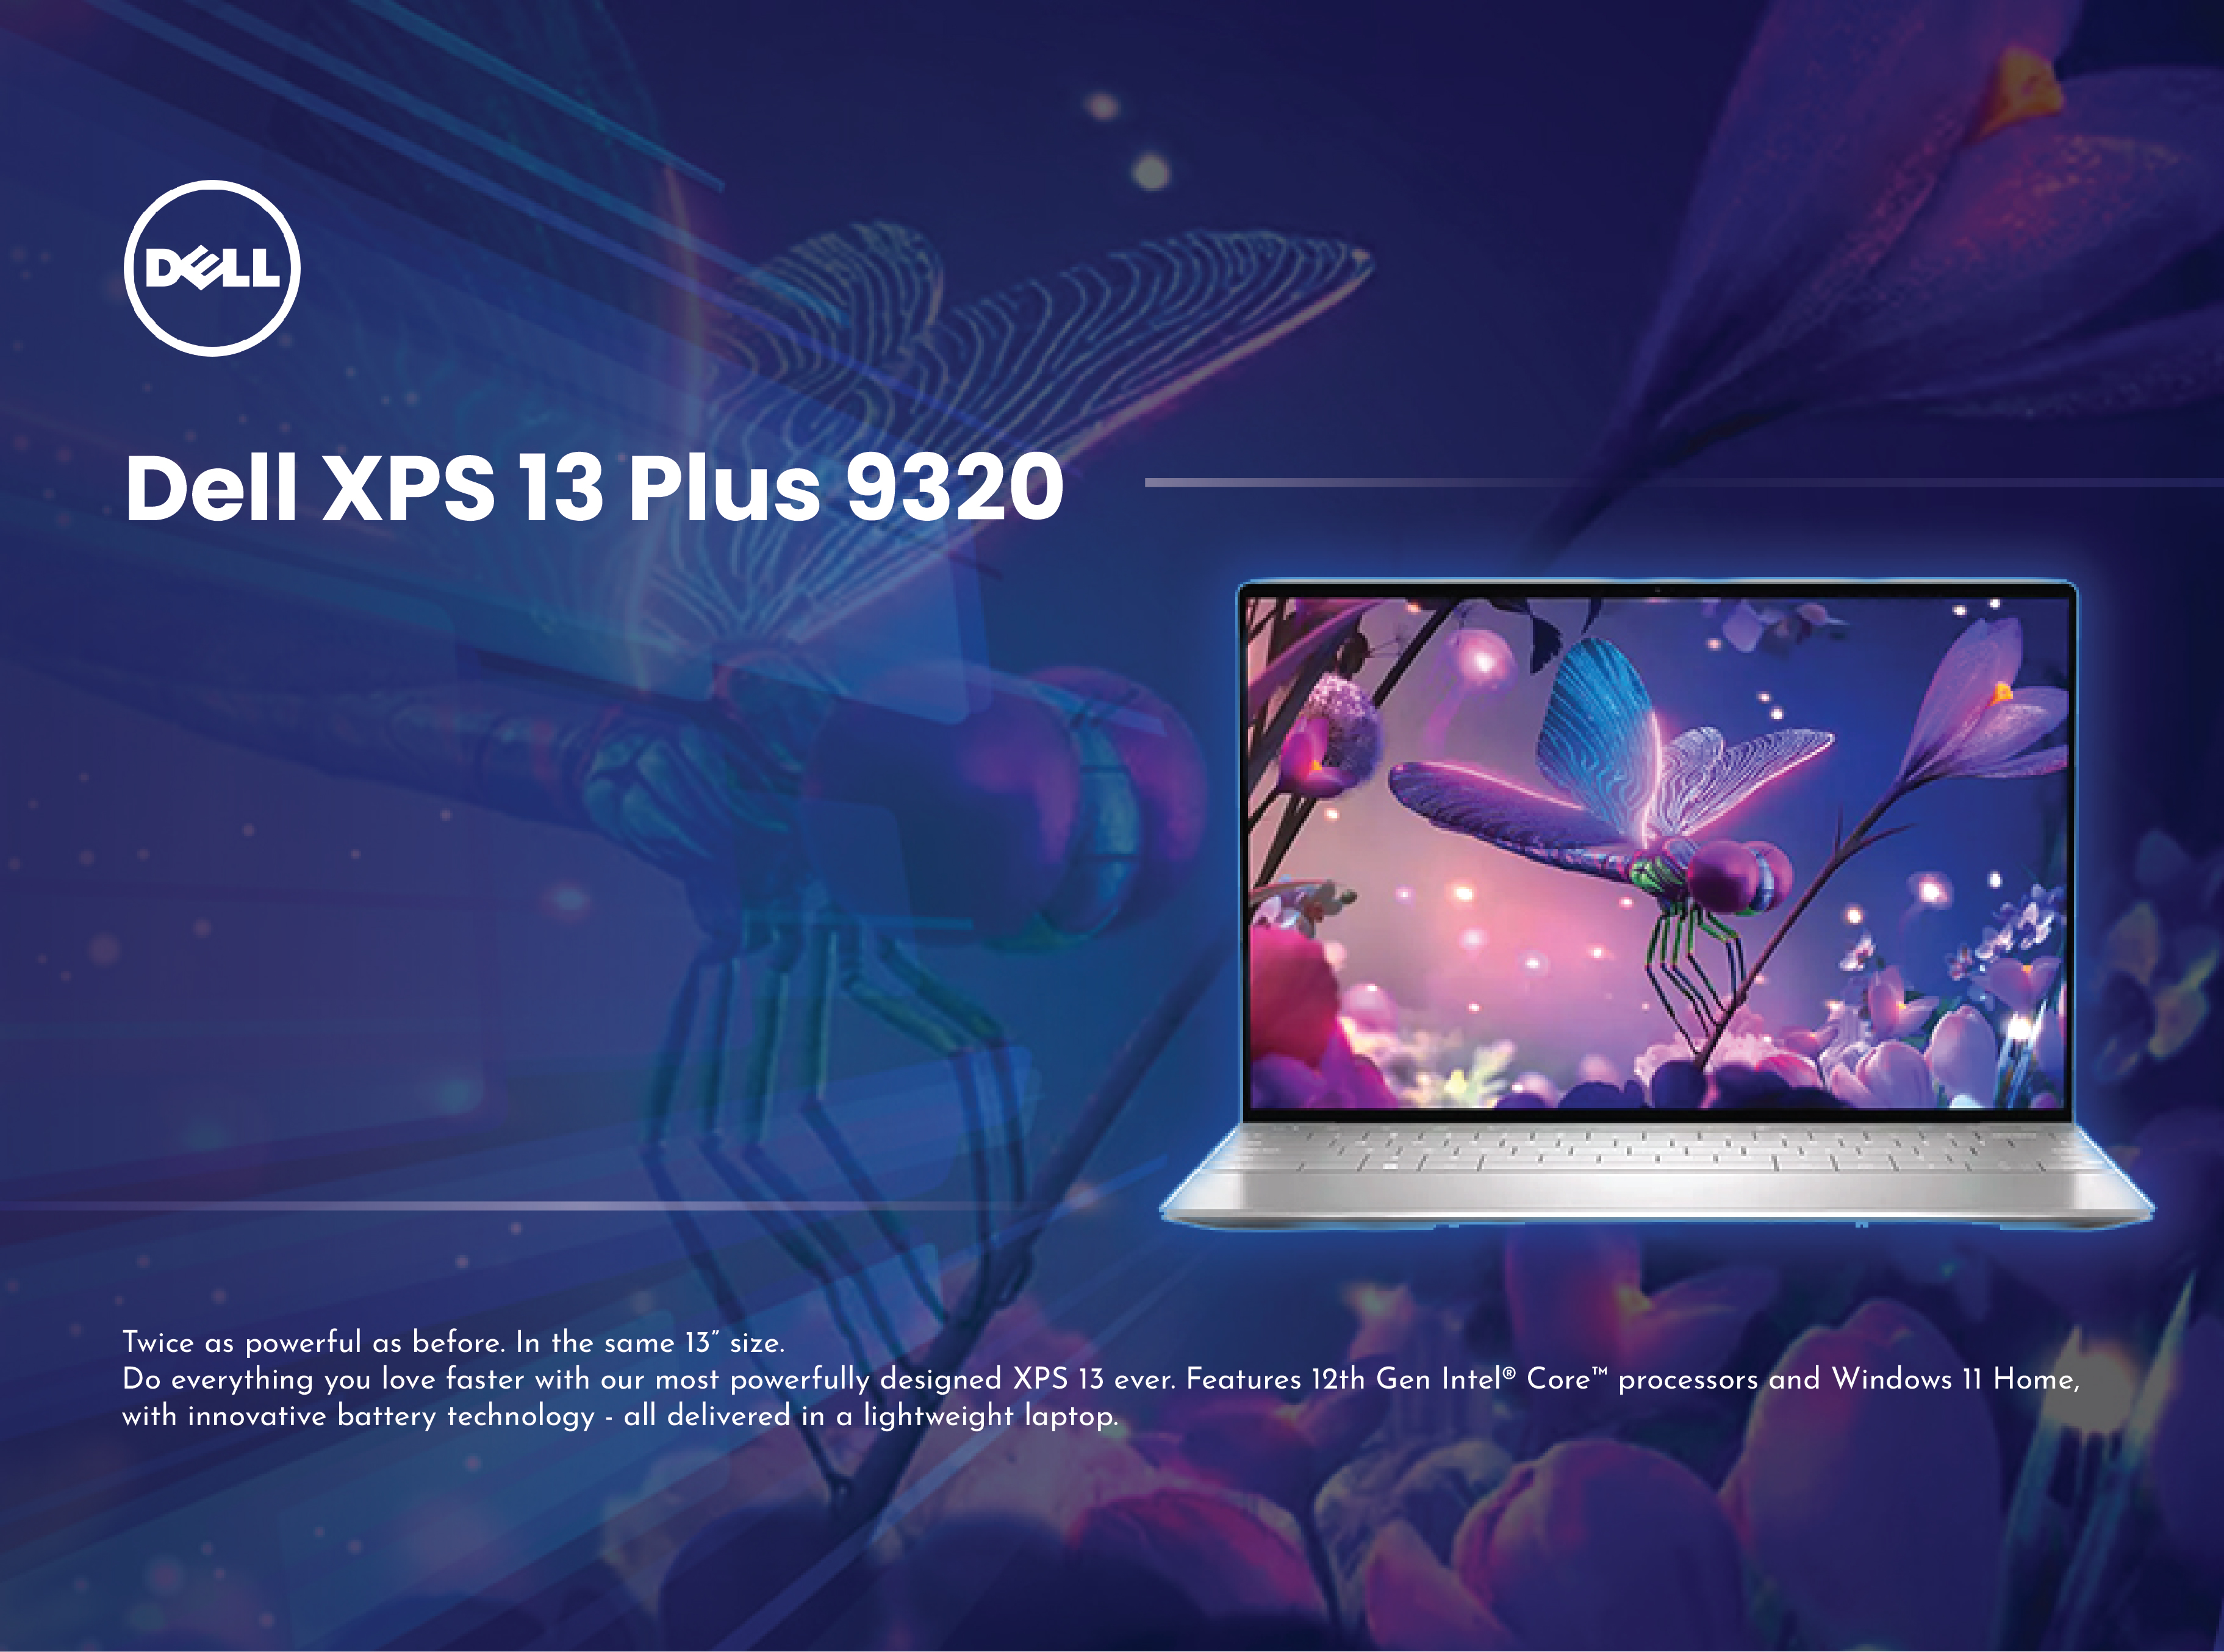 DELL
Dell XPS 13 Plus 9320
Twice as powerful as before. In the same 13” size.
Do everything you love faster with our most powerfully designed XPS 13 ever. Features 12th Gen Intel® Core™ processors and Windows 11 Home,
with innovative battery technology - all delivered in a lightweight laptop.